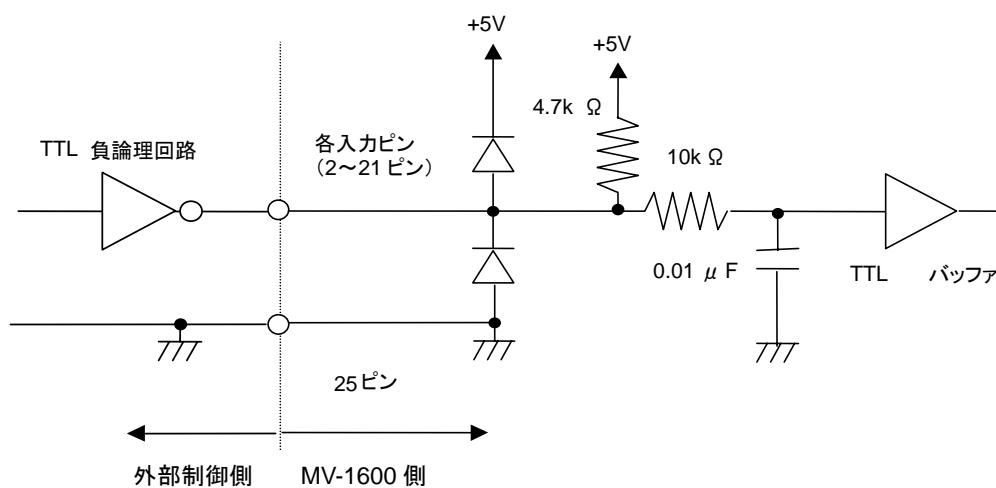 +5V
+5V
4.7k Ω
各入力ピン
(2～21 ピン)
TTL 負論理回路
10k Ω
0.01 μ F
TTL バッファ
25 ピン
外部制御側
MV-1600 側